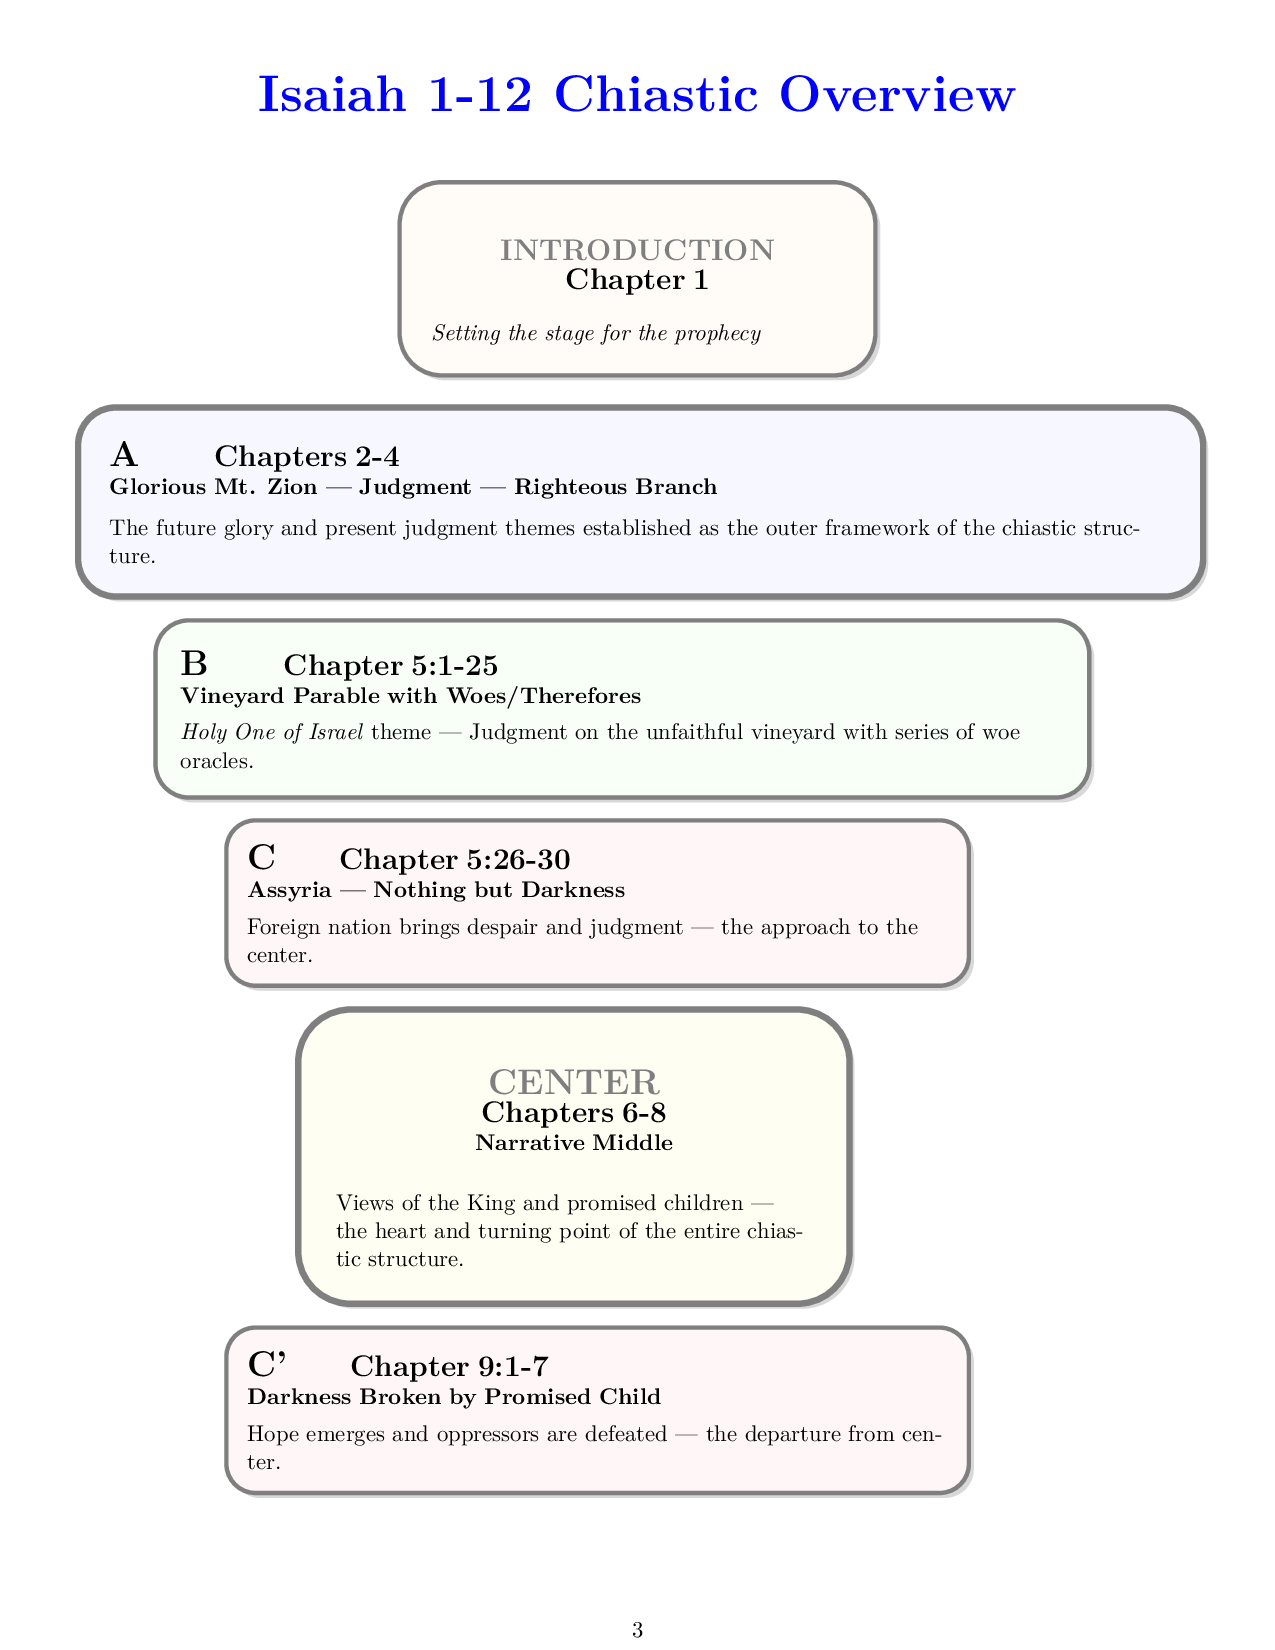 Isaiah 1-12 Chiastic Overview
INTRODUCTION
Chapter 1
Setting the stage for the prophecy
A Chapters 2-4
Glorious Mt. Zion — Judgment — Righteous Branch
The future glory and present judgment themes established as the outer framework of the chiastic struc-
ture.
B Chapter 5:1-25
Vineyard Parable with Woes/Therefores
Holy One of Israel theme — Judgment on the unfaithful vineyard with series of woe
oracles.
C Chapter 5:26-30
Assyria — Nothing but Darkness
Foreign nation brings despair and judgment — the approach to the
center.
CENTER
Chapters 6-8
Narrative Middle
Views of the King and promised children —
the heart and turning point of the entire chias-
tic structure.
C’ Chapter 9:1-7
Darkness Broken by Promised Child
Hope emerges and oppressors are defeated — the departure from cen-
ter.
3